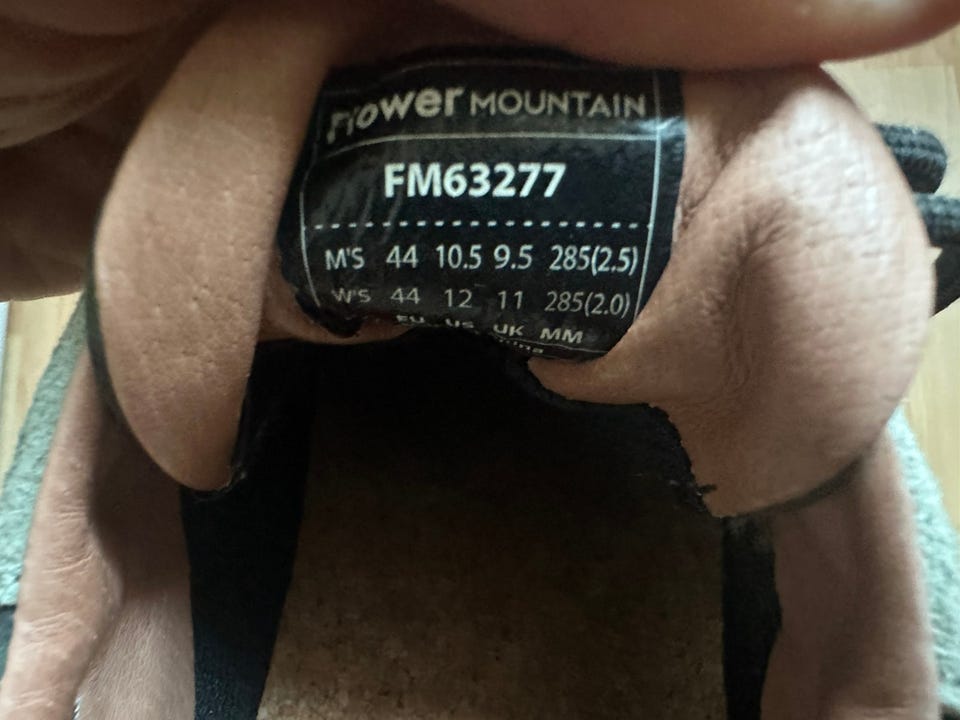 Flower MOUNTAIN
FM63277
M'S 44 10.5 9.5 285(2.5)
W'S 44 12 11 285(2.0)
EU US UK MM